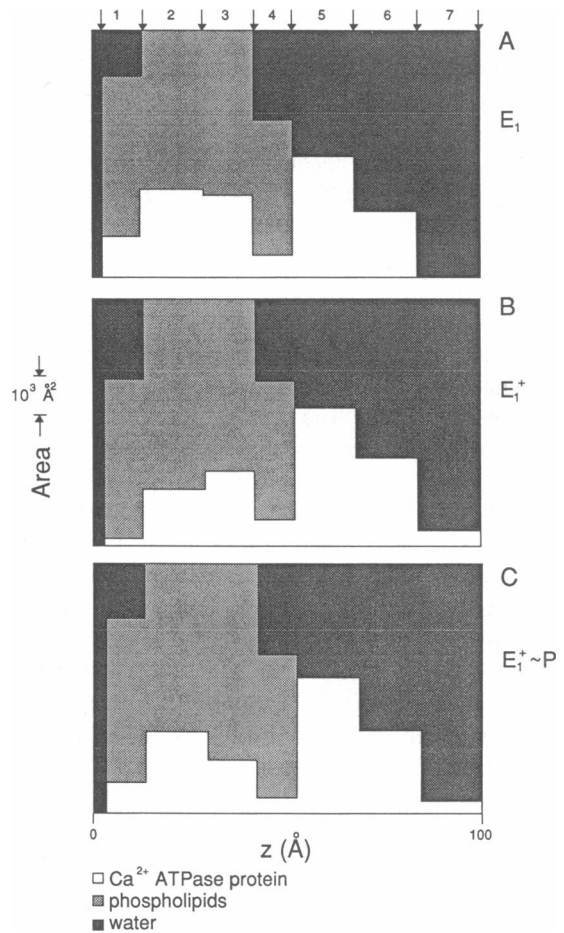 1 2 3 4 5 6 7
A
E₁
B
E₁⁺
10³ Å²
Area
C
E₁⁺~P
0 100
z (Å)
Ca²⁺ ATPase protein
phospholipids
water